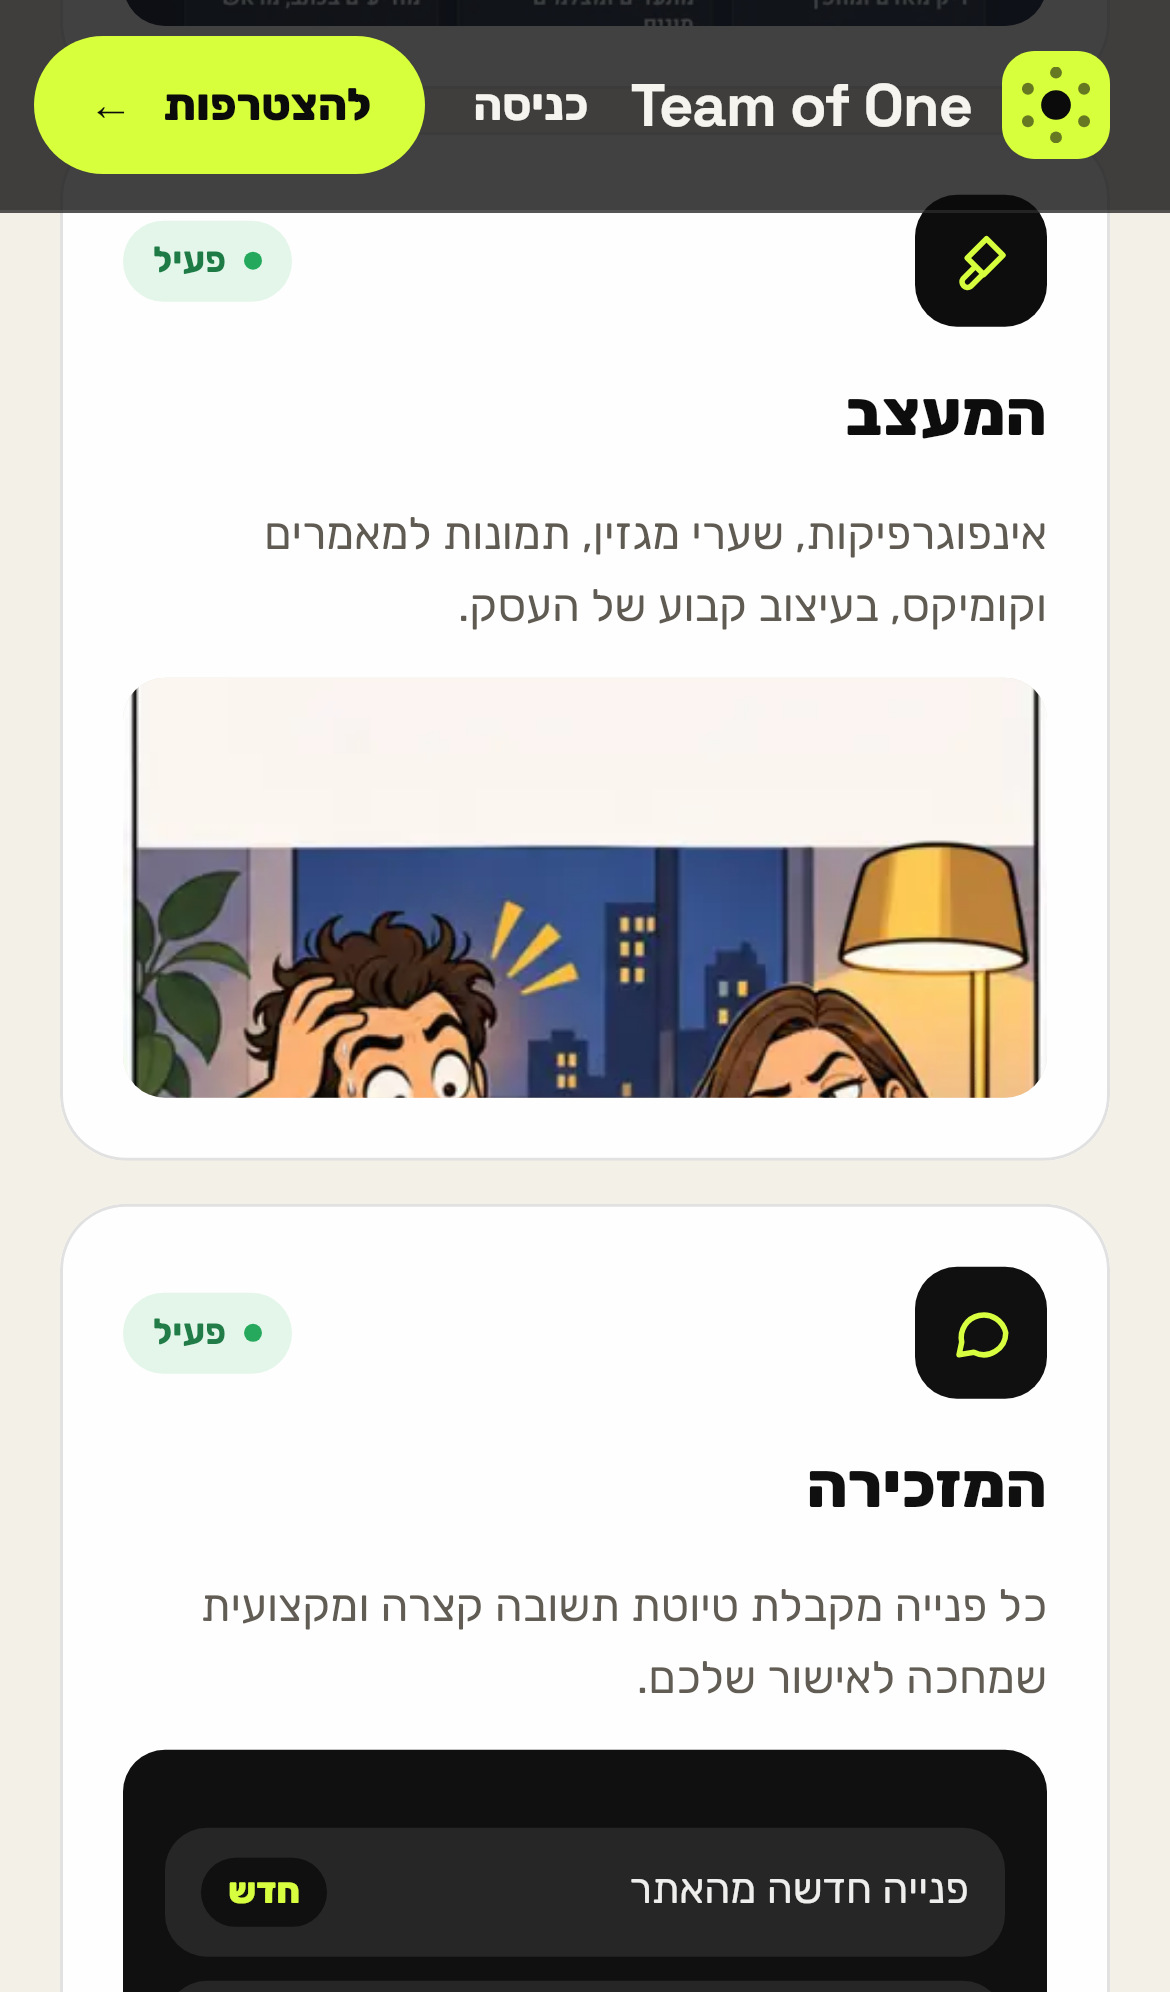 Team of One
כניסה
להצטרפות ←
פעיל
המעצב
אינפוגרפיקות, שערי מגזין, תמונות למאמרים
וקומיקס, בעיצוב קבוע של העסק.
פעיל
המזכירה
כל פנייה מקבלת טיוטת תשובה קצרה ומקצועית
שמחכה לאישור שלכם.
פנייה חדשה מהאתר
חדש